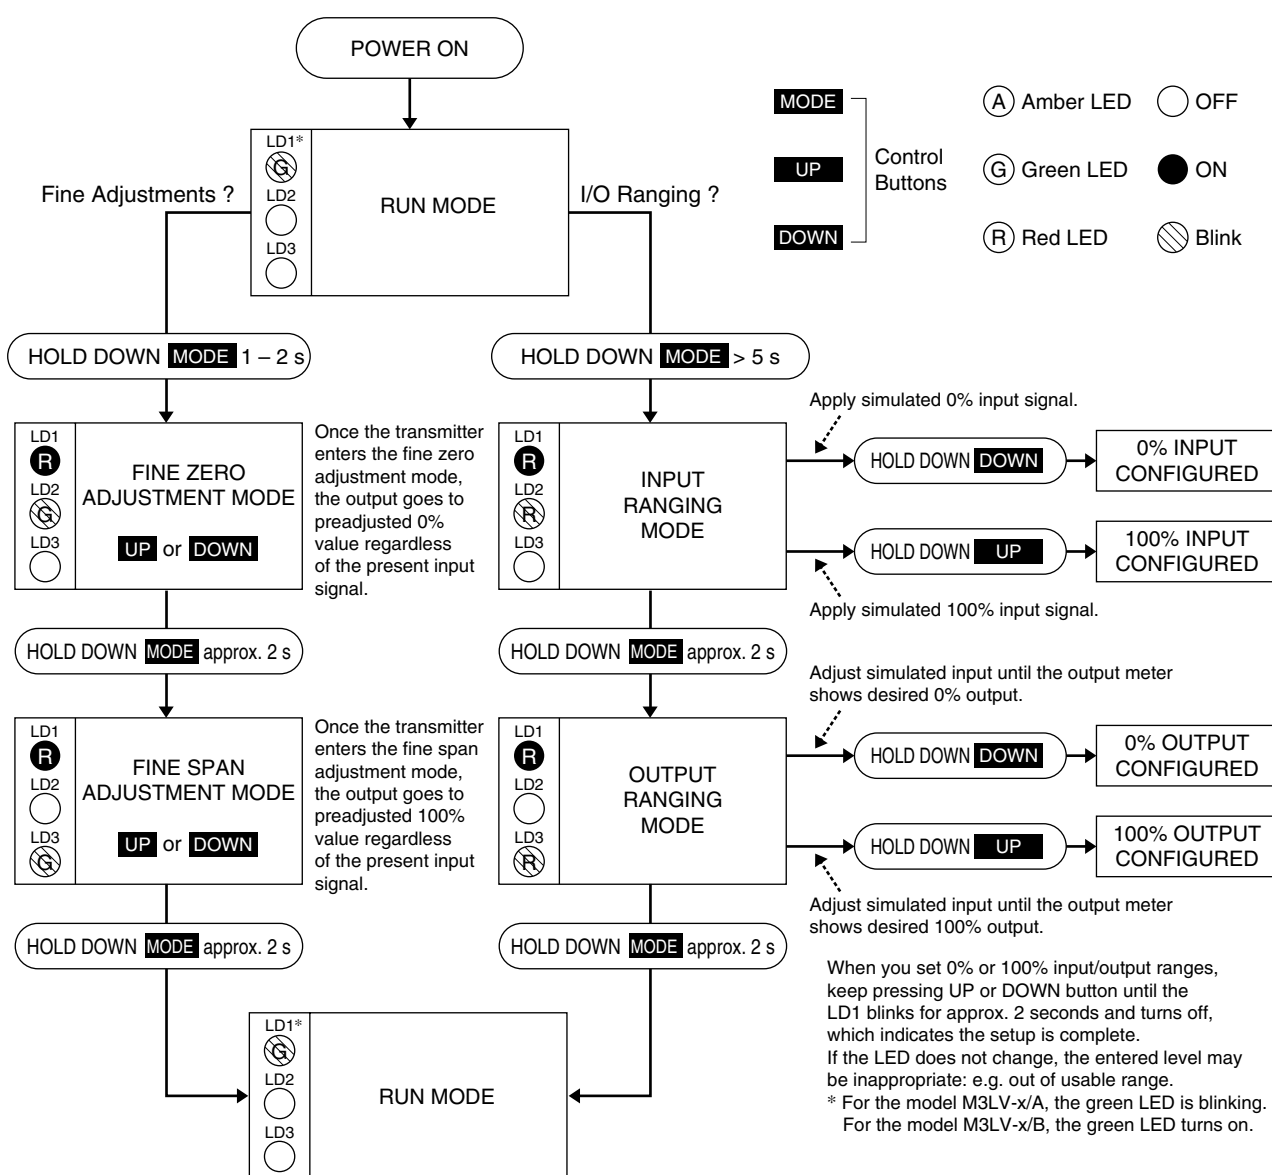 POWER ON
MODE
UP
DOWN
Control
Buttons
A Amber LED
OFF
G Green LED
ON
R Red LED
Blink
LD1*
G
LD2
LD3
RUN MODE
Fine Adjustments ?
I/O Ranging ?
HOLD DOWN MODE 1 – 2 s
HOLD DOWN MODE > 5 s
LD1
R
LD2
G
LD3
FINE ZERO
ADJUSTMENT MODE
UP or DOWN
Once the transmitter
enters the fine zero
adjustment mode,
the output goes to
preadjusted 0%
value regardless
of the present input
signal.
LD1
R
LD2
R
LD3
INPUT
RANGING
MODE
Apply simulated 0% input signal.
HOLD DOWN DOWN
0% INPUT
CONFIGURED
HOLD DOWN UP
100% INPUT
CONFIGURED
Apply simulated 100% input signal.
HOLD DOWN MODE approx. 2 s
HOLD DOWN MODE approx. 2 s
LD1
R
LD2
LD3
G
FINE SPAN
ADJUSTMENT MODE
UP or DOWN
Once the transmitter
enters the fine span
adjustment mode,
the output goes to
preadjusted 100%
value regardless
of the present input
signal.
LD1
R
LD2
LD3
R
OUTPUT
RANGING
MODE
Adjust simulated input until the output meter
shows desired 0% output.
HOLD DOWN DOWN
0% OUTPUT
CONFIGURED
HOLD DOWN UP
100% OUTPUT
CONFIGURED
Adjust simulated input until the output meter
shows desired 100% output.
HOLD DOWN MODE approx. 2 s
HOLD DOWN MODE approx. 2 s
LD1*
G
LD2
LD3
RUN MODE
When you set 0% or 100% input/output ranges,
keep pressing UP or DOWN button until the
LD1 blinks for approx. 2 seconds and turns off,
which indicates the setup is complete.
If the LED does not change, the entered level may
be inappropriate: e.g. out of usable range.
* For the model M3LV-x/A, the green LED is blinking.
For the model M3LV-x/B, the green LED turns on.